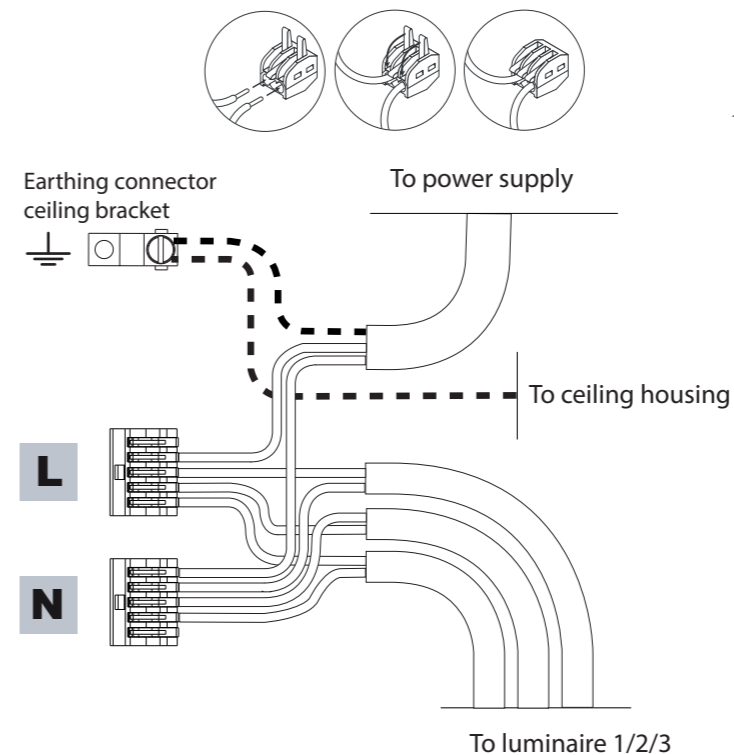 Earthing connector
ceiling bracket
To power supply
To ceiling housing
L
N
To luminaire 1/2/3